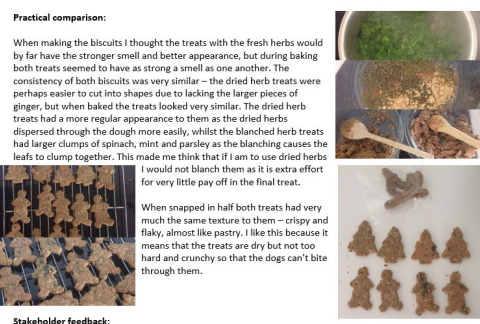 Practical comparison:
When making the biscuits I thought the treats with the fresh herbs would
by far have the stronger smell and better appearance, but during baking
both treats seemed to have as strong a smell as one another. The
consistency of both biscuits was very similar – the dried herb treats were
perhaps easier to cut into shapes due to lacking the larger pieces of
ginger, but when baked the treats looked very similar. The dried herb
treats had a more regular appearance to them as the dried herbs
dispersed through the dough more easily, whilst the blanched herb treats
had larger clumps of spinach, mint and parsley as the blanching causes the
leafs to clump together. This made me think that if I am to use dried herbs
I would not blanch them as it is extra effort
for very little pay off in the final treat.
When snapped in half both treats had very
much the same texture to them – crispy and
flaky, almost like pastry. I like this because it
means that the treats are dry but not too
hard and crunchy so that the dogs can't bite
through them.
Stakeholder feedback: